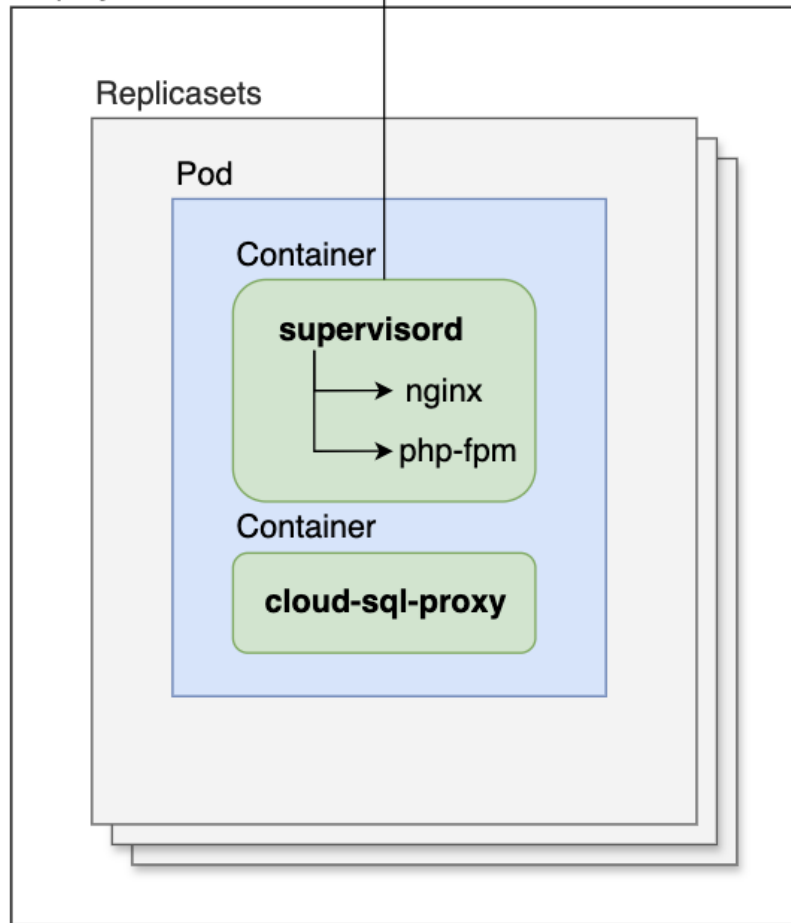 Replicasets
Pod
Container
supervisord
nginx
php-fpm
Container
cloud-sql-proxy